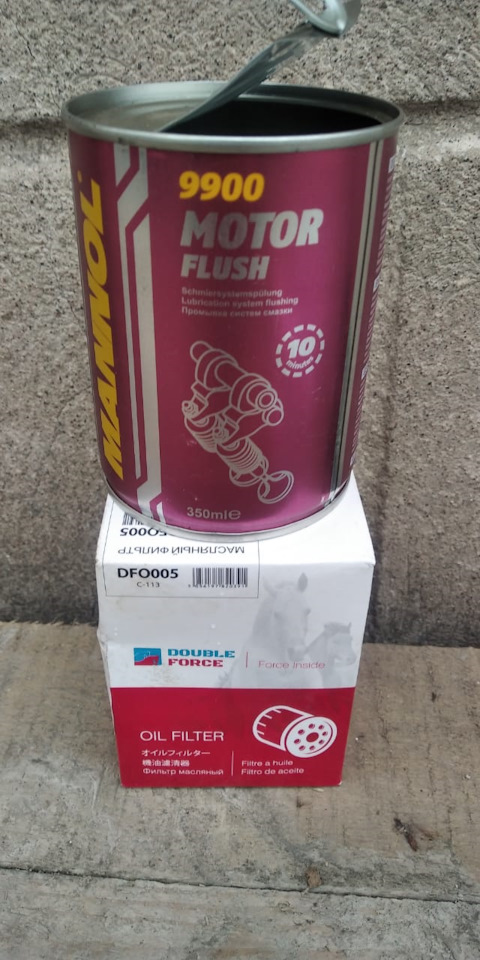 MANNOL
9900
MOTOR
FLUSH
Schmiersystemspülung
Lubrication system flushing
Промывка систем смазки
10
minutes
350ml e
DFO005
МАСЛЯНЫЙ ФИЛЬТР
DFO005
C-113
DOUBLE
FORCE
Force Inside
OIL FILTER
オイルフィルター
機油濾清器
Фильтр масляный
Filtre a huile
Filtro de aceite